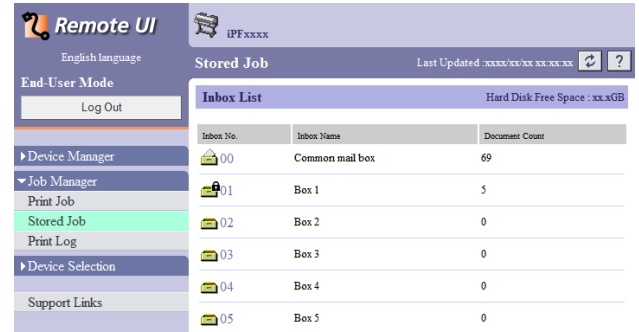 Remote UI
English language
End-User Mode
Log Out
Device Manager
Job Manager
Print Job
Stored Job
Print Log
Device Selection
Support Links
iPFxxxx
Stored Job
Last Updated :xxxx/xx/xx xx:xx:xx
?
Inbox List
Hard Disk Free Space : xx.xGB
Inbox No. Inbox Name Document Count
00 Common mail box 69
01 Box 1 5
02 Box 2 0
03 Box 3 0
04 Box 4 0
05 Box 5 0